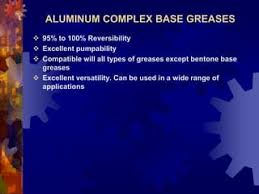 ALUMINUM COMPLEX BASE GREASES
❖ 95% to 100% Reversibility
❖ Excellent pumpability
❖ Compatible will all types of greases except bentone base
greases
❖ Excellent versatility. Can be used in a wide range of
applications